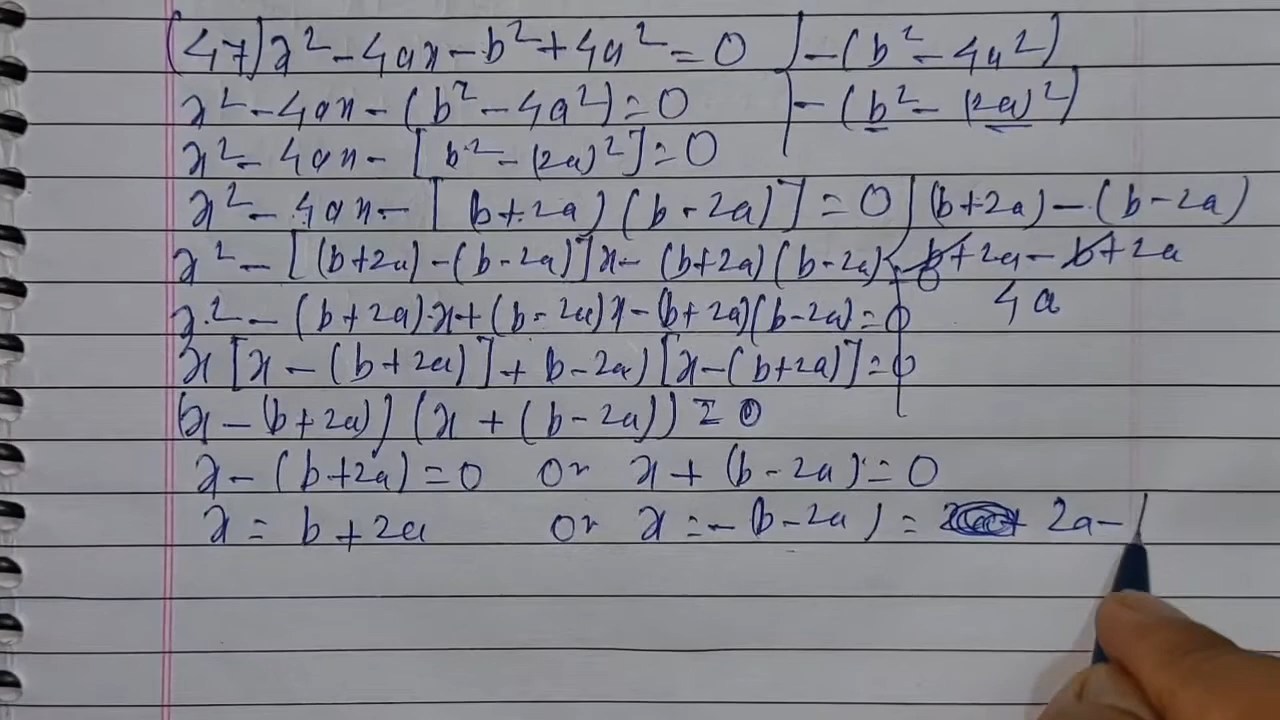 (47) x² - 4ax - b² + 4a² = 0 | - (b² - 4a²)
x² - 4ax - (b² - 4a²) = 0 | - (b² - (2a)²)
x² - 4ax - [b² - (2a)²] = 0
x² - 4ax - [(b + 2a)(b - 2a)] = 0 | (b + 2a) - (b - 2a)
x² - [(b + 2a) - (b - 2a)]x - (b + 2a)(b - 2a) = 0 b + 2a - b + 2a
x² - (b + 2a)x + (b - 2a)x - (b + 2a)(b - 2a) = 0 4a
x[x - (b + 2a)] + b - 2a)[x - (b + 2a)] = 0
(x - (b + 2a)](x + (b - 2a)) = 0
x - (b + 2a) = 0 or x + (b - 2a) = 0
x = b + 2a or x = - (b - 2a) = 2a -